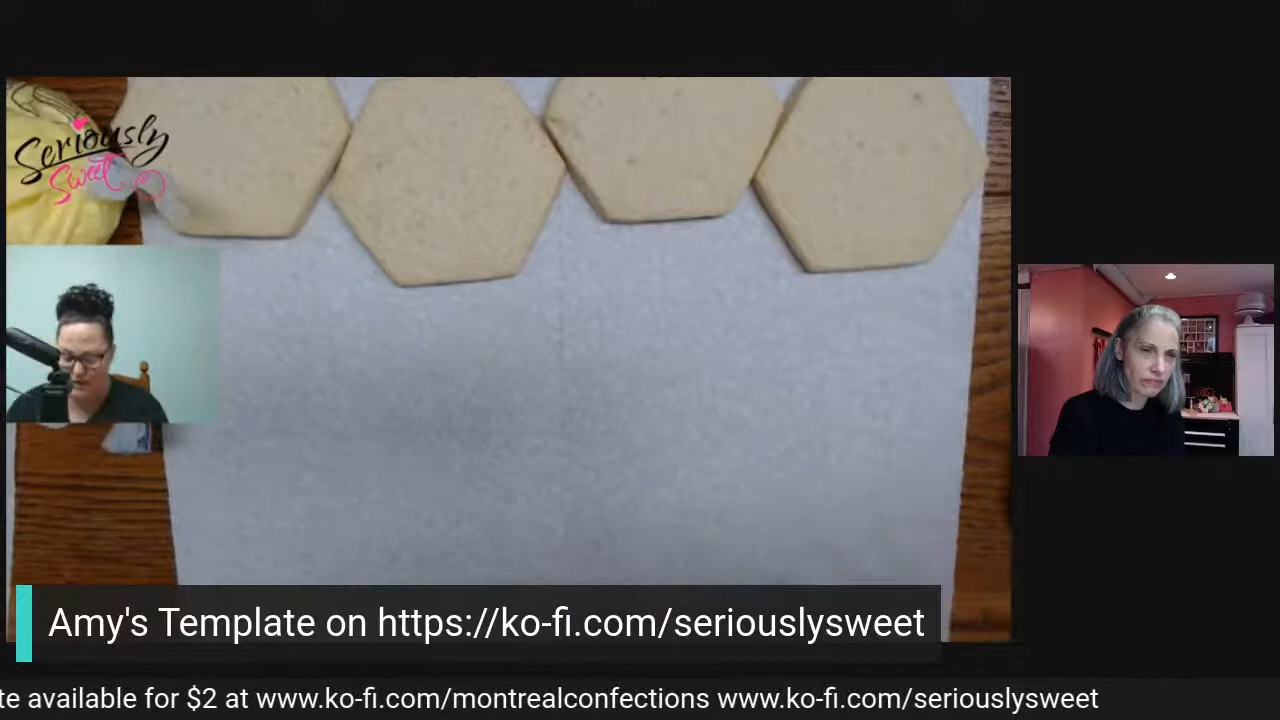 Seriously
Sweet
Amy's Template on https://ko-fi.com/seriouslysweet
te available for $2 at www.ko-fi.com/montrealconfections www.ko-fi.com/seriouslysweet